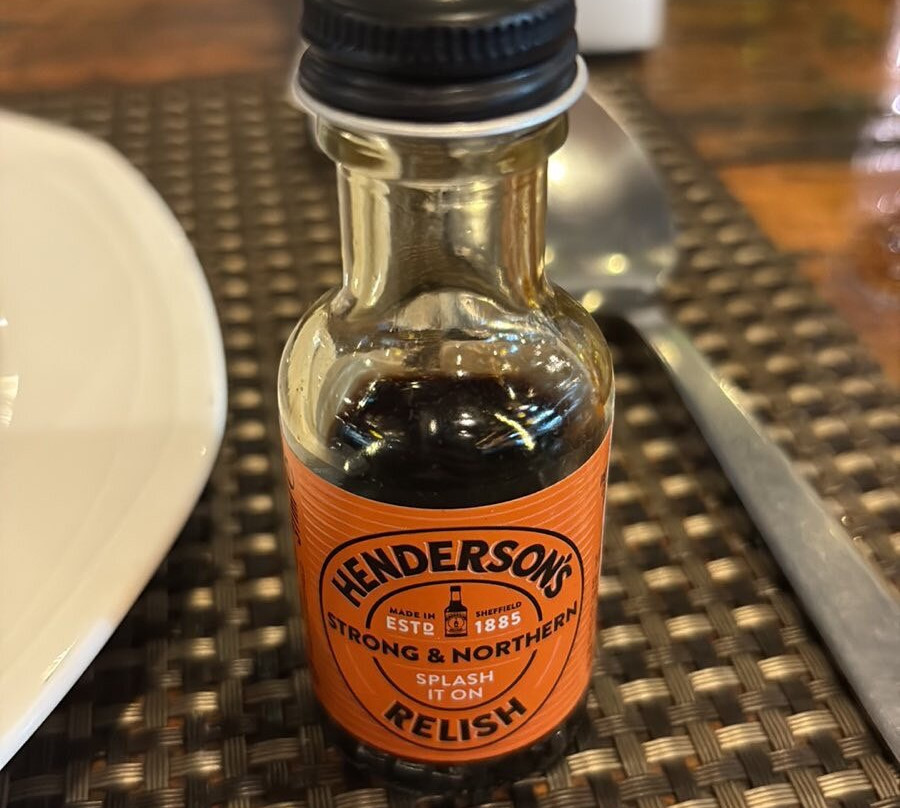 HENDERSON'S
MADE IN SHEFFIELD
ESTD 1885
STRONG & NORTHERN
SPLASH
IT ON
RELISH